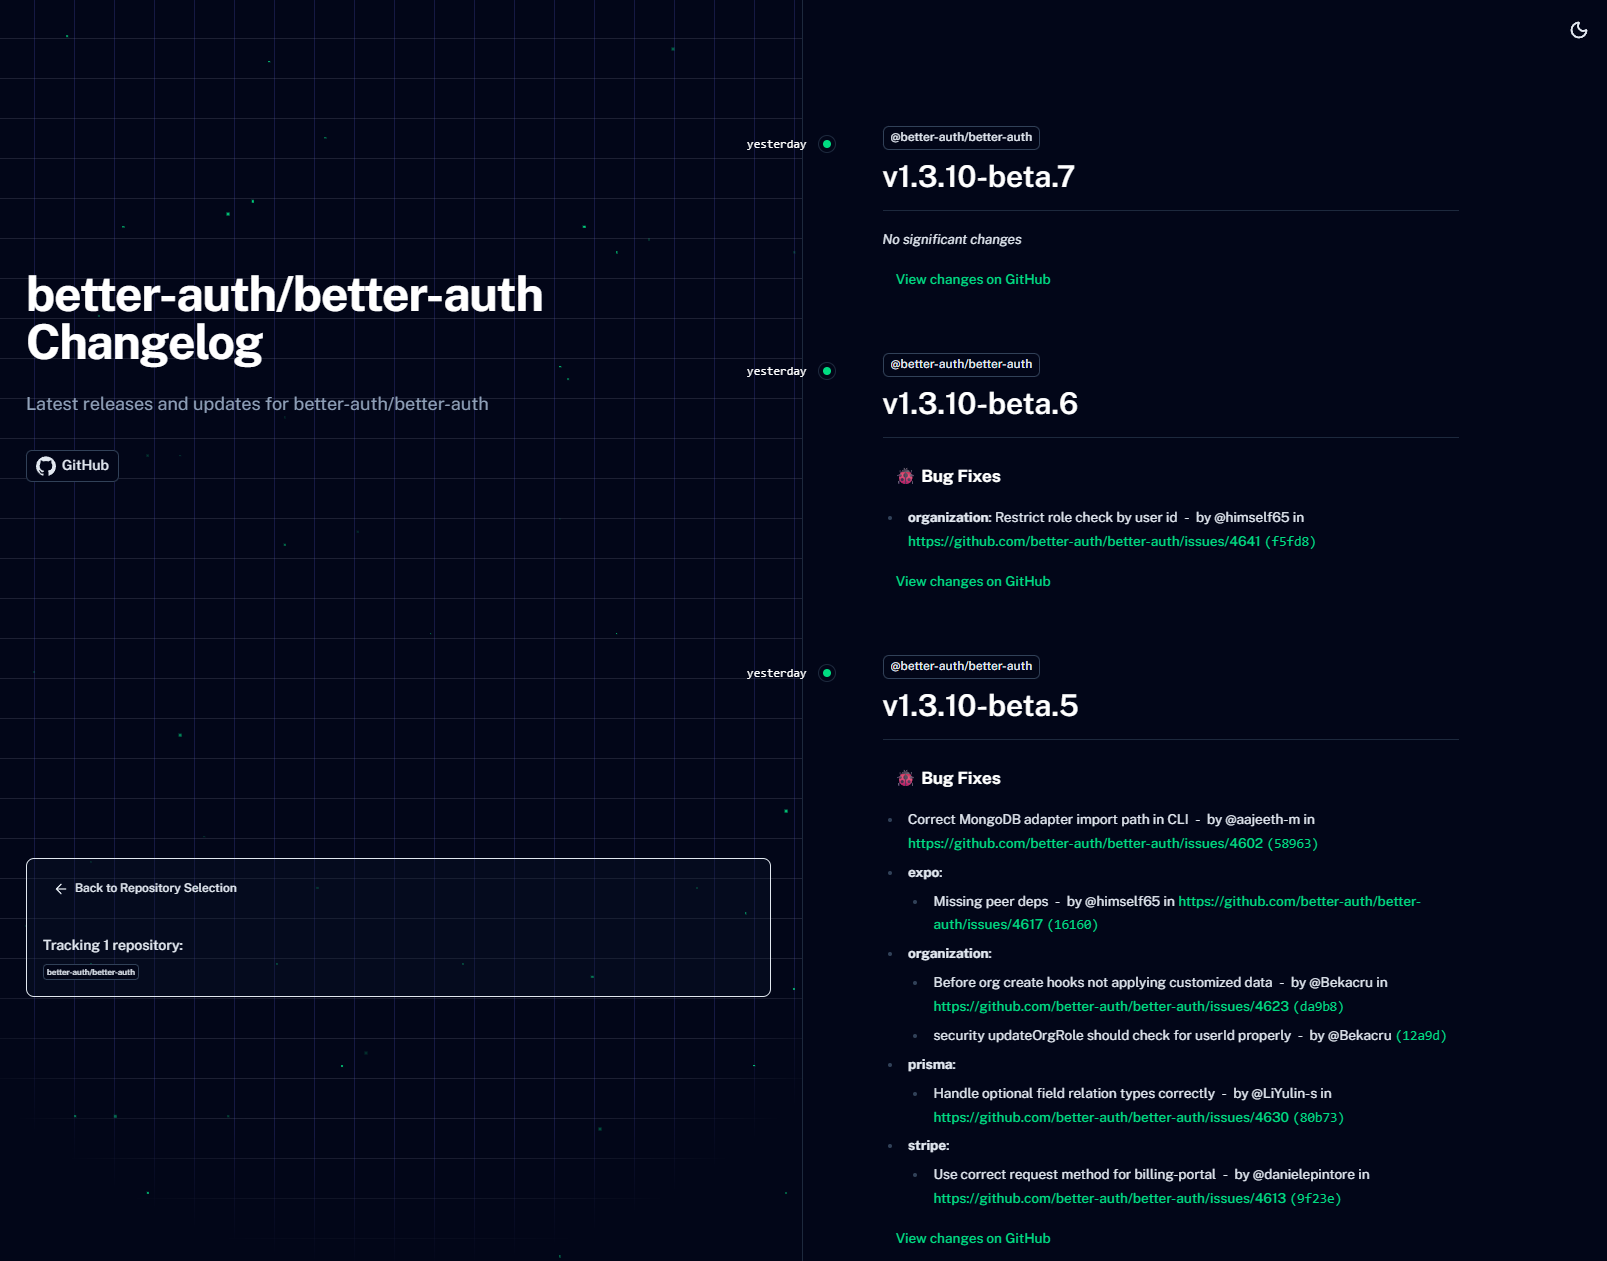 better-auth/better-auth
Changelog
Latest releases and updates for better-auth/better-auth
GitHub
Back to Repository Selection
Tracking 1 repository:
better-auth/better-auth
yesterday
@better-auth/better-auth
v1.3.10-beta.7
No significant changes
View changes on GitHub
yesterday
@better-auth/better-auth
v1.3.10-beta.6
🐞 Bug Fixes
organization: Restrict role check by user id - by @himself65 in
https://github.com/better-auth/better-auth/issues/4641 (f5fd8)
View changes on GitHub
yesterday
@better-auth/better-auth
v1.3.10-beta.5
🐞 Bug Fixes
Correct MongoDB adapter import path in CLI - by @aajeeth-m in
https://github.com/better-auth/better-auth/issues/4602 (58963)
expo:
Missing peer deps - by @himself65 in https://github.com/better-auth/better-
auth/issues/4617 (16160)
organization:
Before org create hooks not applying customized data - by @Bekacru in
https://github.com/better-auth/better-auth/issues/4623 (da9b8)
security updateOrgRole should check for userId properly - by @Bekacru (12a9d)
prisma:
Handle optional field relation types correctly - by @LiYulin-s in
https://github.com/better-auth/better-auth/issues/4630 (80b73)
stripe:
Use correct request method for billing-portal - by @danielepintore in
https://github.com/better-auth/better-auth/issues/4613 (9f23e)
View changes on GitHub